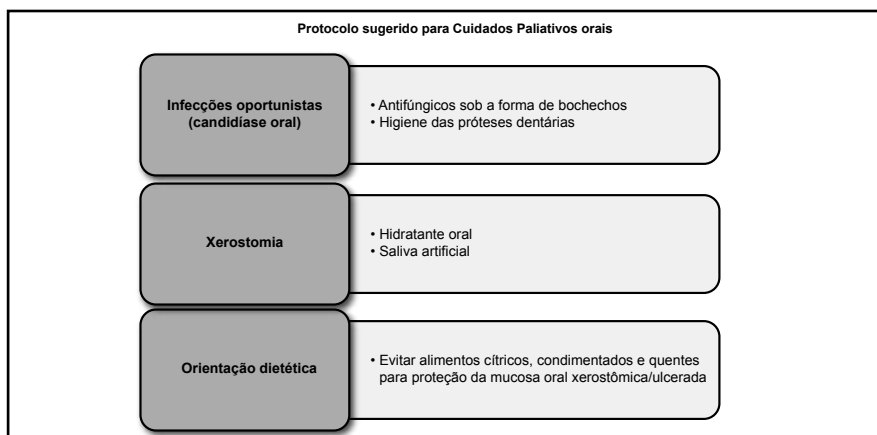 Protocolo sugerido para Cuidados Paliativos orais
Infecções oportunistas
(candidíase oral)
• Antifúngicos sob a forma de bochechos
• Higiene das próteses dentárias
Xerostomia
• Hidratante oral
• Saliva artificial
Orientação dietética
• Evitar alimentos cítricos, condimentados e quentes
para proteção da mucosa oral xerostômica/ulcerada